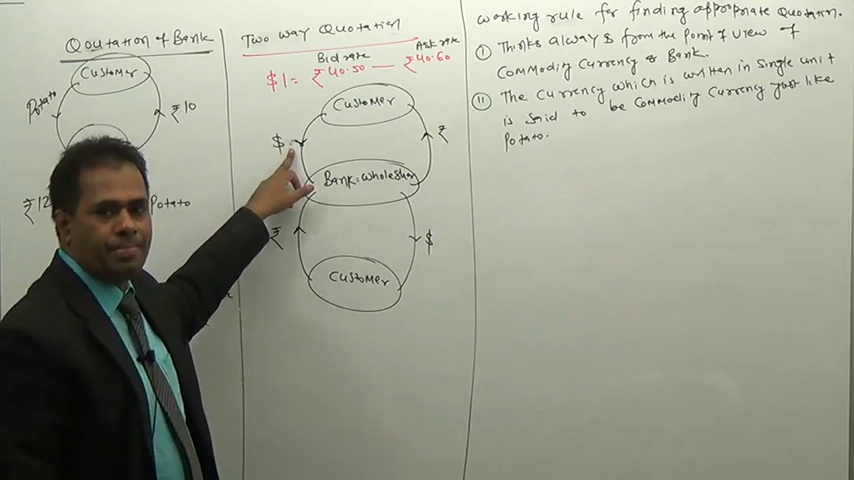 Qoutation of Bank
Customer
Potato
₹10
₹12
Potato
Two way Quotation
Bid rate
Ask rate
$1= ₹40.50 — ₹40.60
Customer
$
₹
Bank: Wholeseller
₹
$
Customer
working rule for finding appropriate Quotation.
(I) Thinks always from the Point of view of
Commodity Currency & Bank.
(II) The Currency which is written in Single unit
is said to be Commodity Currency just like
Potato.